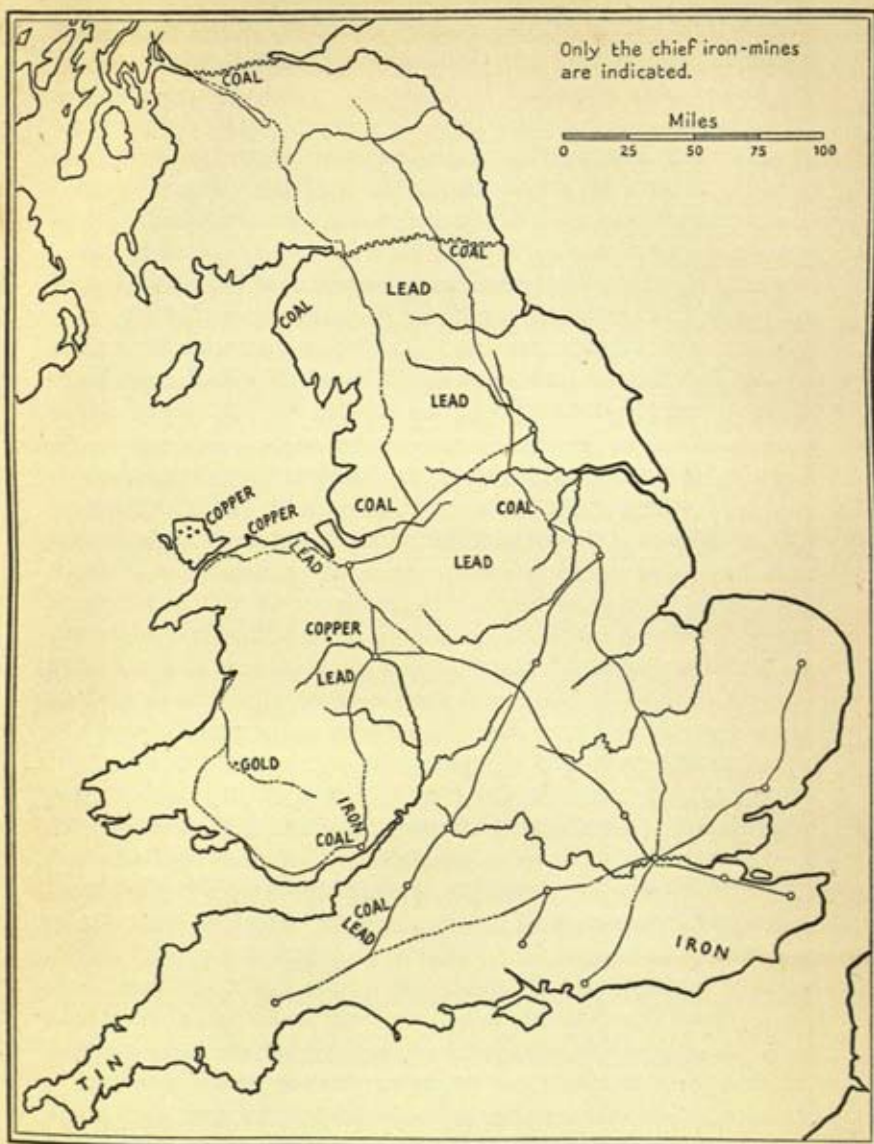 Only the chief iron-mines
are indicated.
Miles
0 25 50 75 100
COAL
COAL
LEAD
COAL
LEAD
COPPER
COPPER
COAL
COAL
LEAD
LEAD
COPPER
LEAD
GOLD
IRON
COAL
COAL
LEAD
IRON
TIN